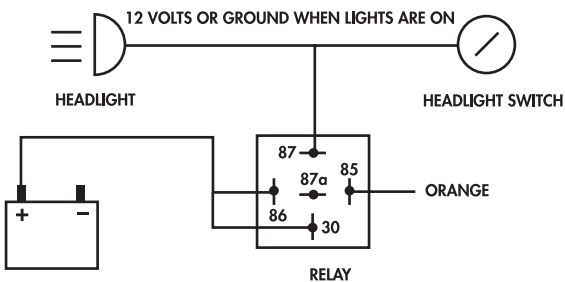 12 VOLTS OR GROUND WHEN LIGHTS ARE ON
HEADLIGHT
HEADLIGHT SWITCH
87
85
87a
ORANGE
+ −
86
30
RELAY